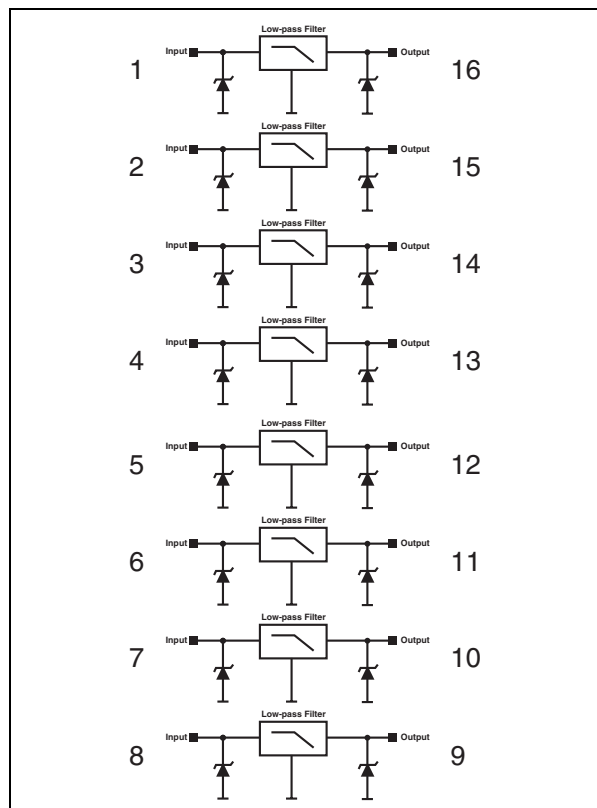 Low-pass Filter
Input Output
1 16
Low-pass Filter
Input Output
2 15
Low-pass Filter
Input Output
3 14
Low-pass Filter
Input Output
4 13
Low-pass Filter
Input Output
5 12
Low-pass Filter
Input Output
6 11
Low-pass Filter
Input Output
7 10
Low-pass Filter
Input Output
8 9